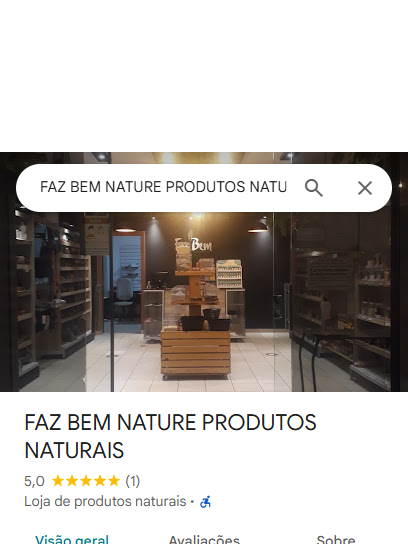 FAZ BEM NATURE PRODUTOS NATU
Faz Bem
FAZ BEM NATURE PRODUTOS
NATURAIS
5,0 (1)
Loja de produtos naturais
Visão geral Avaliações Sobre